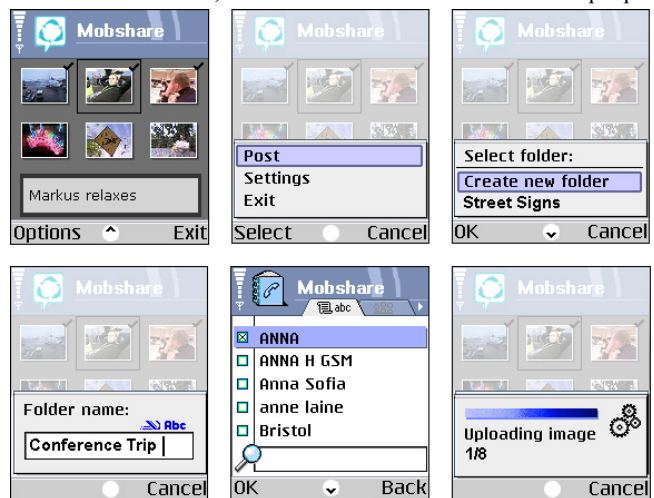 Mobshare
Markus relaxes
Options Exit
Mobshare
Post
Settings
Exit
Select Cancel
Mobshare
Select folder:
Create new folder
Street Signs
OK Cancel
Mobshare
Folder name:
Abc
Conference Trip
Cancel
Mobshare
abc
ANNA
ANNA H GSM
Anna Sofia
anne laine
Bristol
OK Back
Mobshare
Uploading image
1/8
Cancel